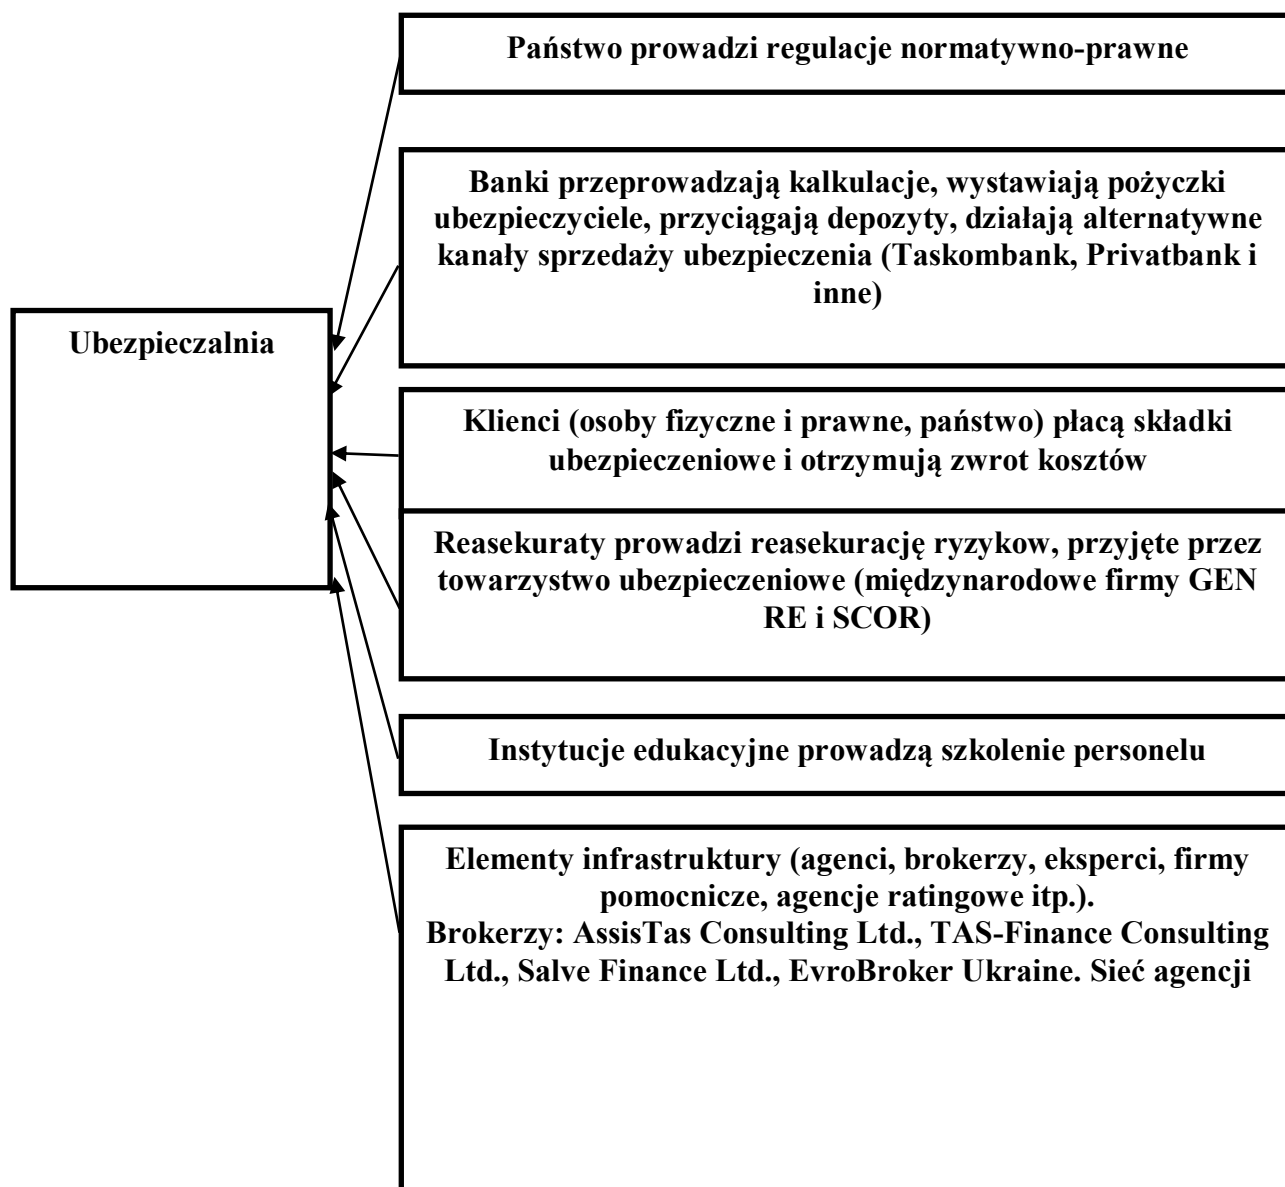 Państwo prowadzi regulacje normatywno-prawne
Banki przeprowadzają kalkulacje, wystawiają pożyczki
ubezpieczyciele, przyciągają depozyty, działają alternatywne
kanały sprzedaży ubezpieczenia (Taskombank, Privatbank i
inne)
Ubezpieczalnia
Klienci (osoby fizyczne i prawne, państwo) płacą składki
ubezpieczeniowe i otrzymują zwrot kosztów
Reasekuraty prowadzi reasekurację ryzykow, przyjęte przez
towarzystwo ubezpieczeniowe (międzynarodowe firmy GEN
RE i SCOR)
Instytucje edukacyjne prowadzą szkolenie personelu
Elementy infrastruktury (agenci, brokerzy, eksperci, firmy
pomocnicze, agencje ratingowe itp.).
Brokerzy: AssisTas Consulting Ltd., TAS-Finance Consulting
Ltd., Salve Finance Ltd., EvroBroker Ukraine. Sieć agencji